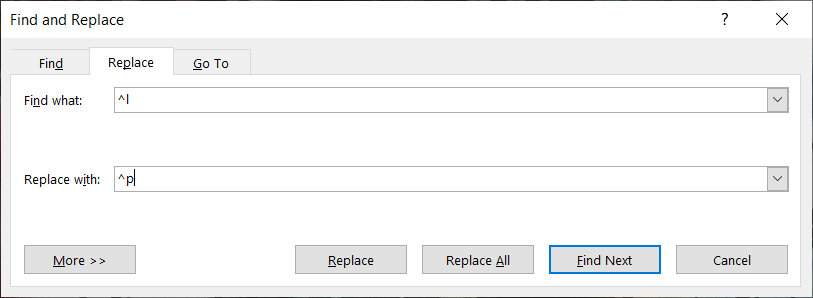 Find and Replace ?
Find Replace Go To
Find what: ^l
Replace with: ^p
More >> Replace Replace All Find Next Cancel